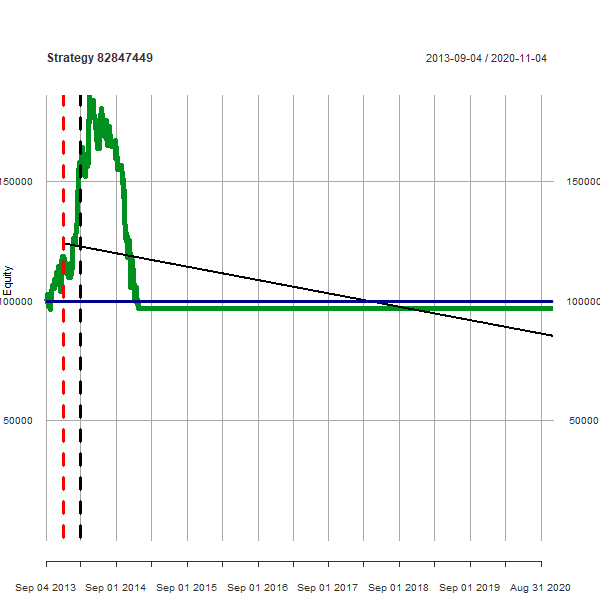 Strategy 82847449
2013-09-04 / 2020-11-04
150000 150000
Equity
100000 100000
50000 50000
Sep 04 2013 Sep 01 2014 Sep 01 2015 Sep 01 2016 Sep 01 2017 Sep 01 2018 Sep 01 2019 Aug 31 2020